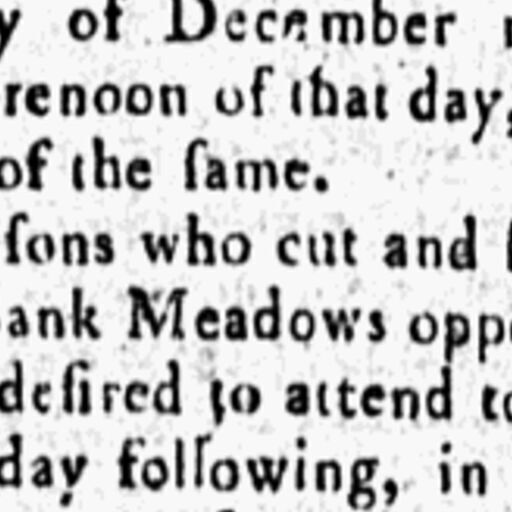 y of December
renoon of that day,
of the ſame.
ſons who cut and
ank Meadows opp
deſired to attend to
day follſowing, in